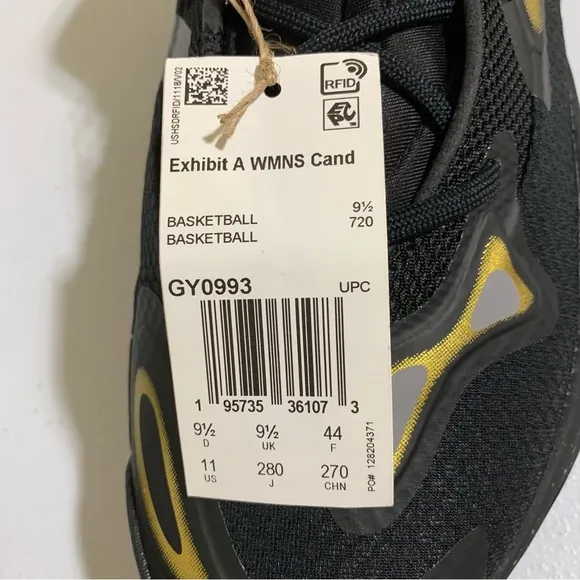 USHSDRFID/1118/V02
RFID
Exhibit A WMNS Cand
BASKETBALL 9½
BASKETBALL 720
GY0993 UPC
1 95735 36107 3
9½ 9½ 44
D UK F
11 280 270
US J CHN
PO# 128204371